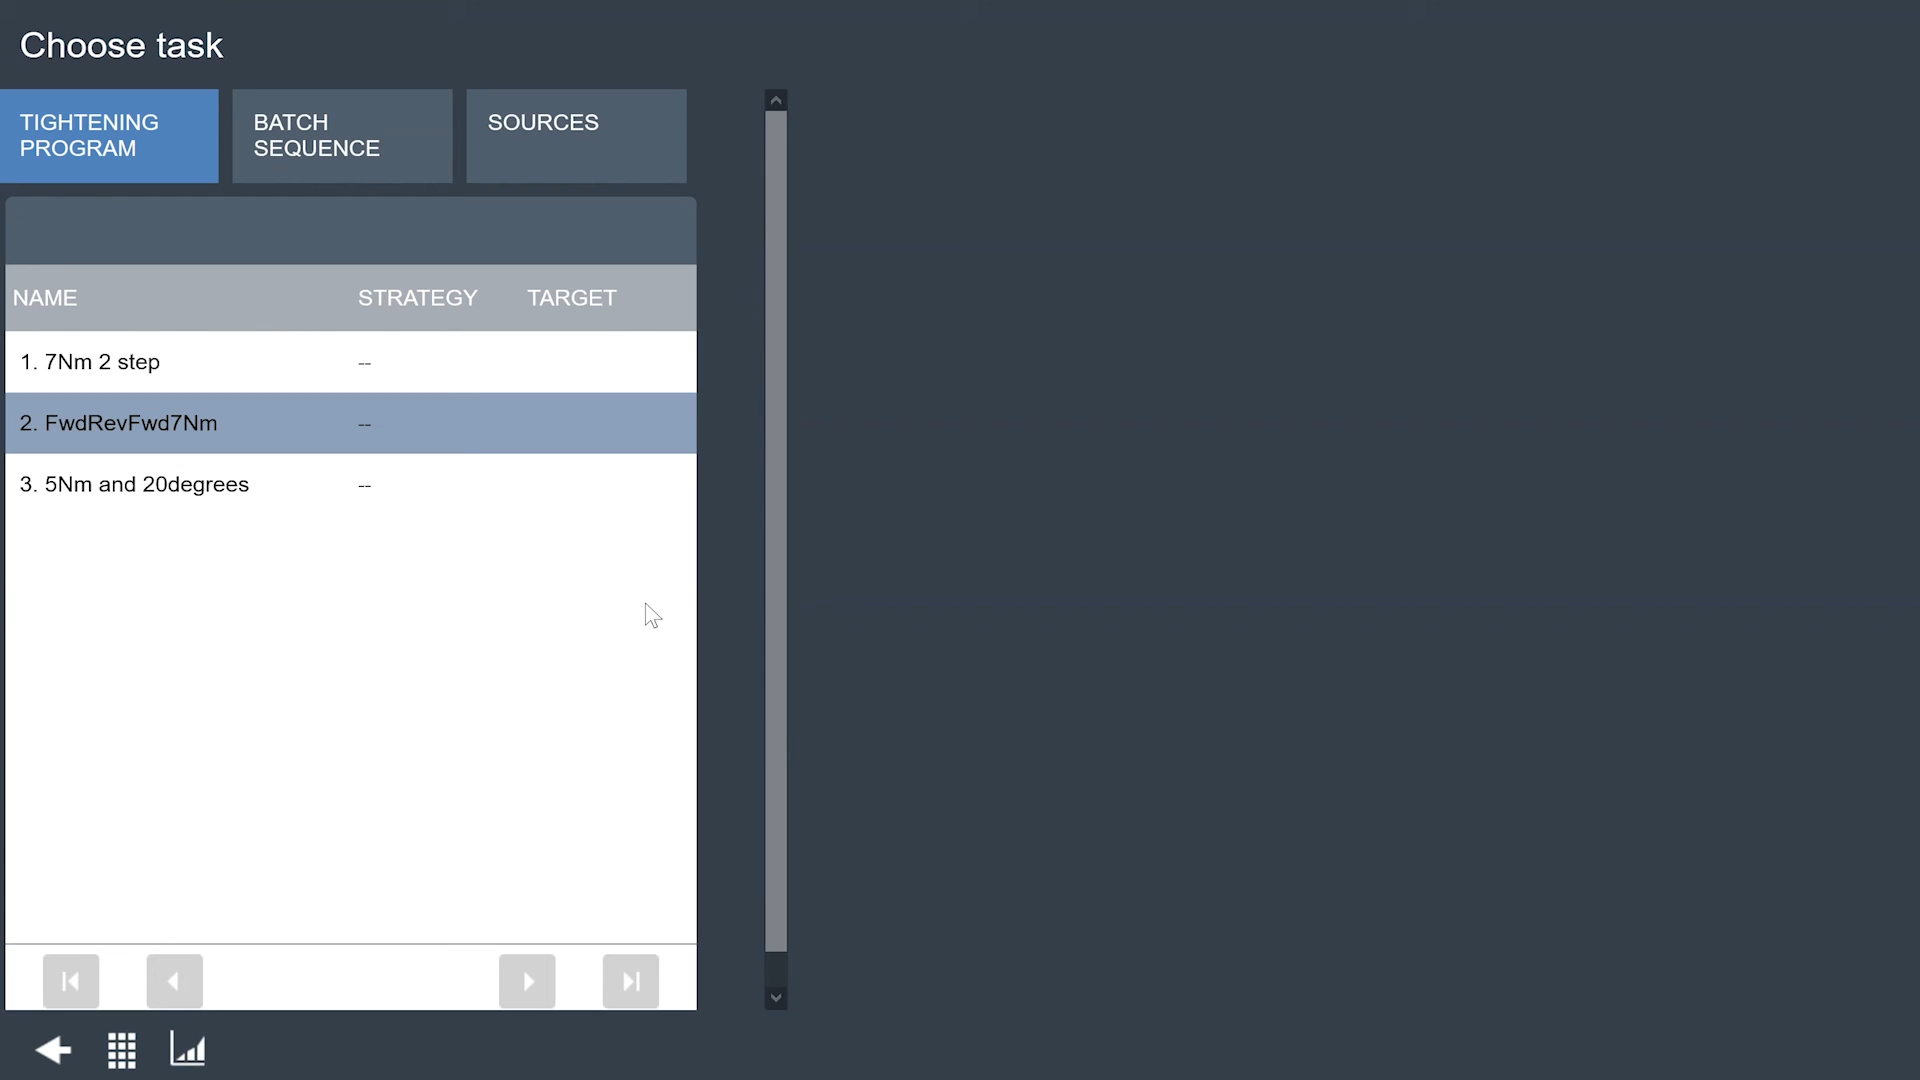 Choose task
TIGHTENING
PROGRAM
BATCH
SEQUENCE
SOURCES
NAME STRATEGY TARGET
1. 7Nm 2 step --
2. FwdRevFwd7Nm --
3. 5Nm and 20degrees --